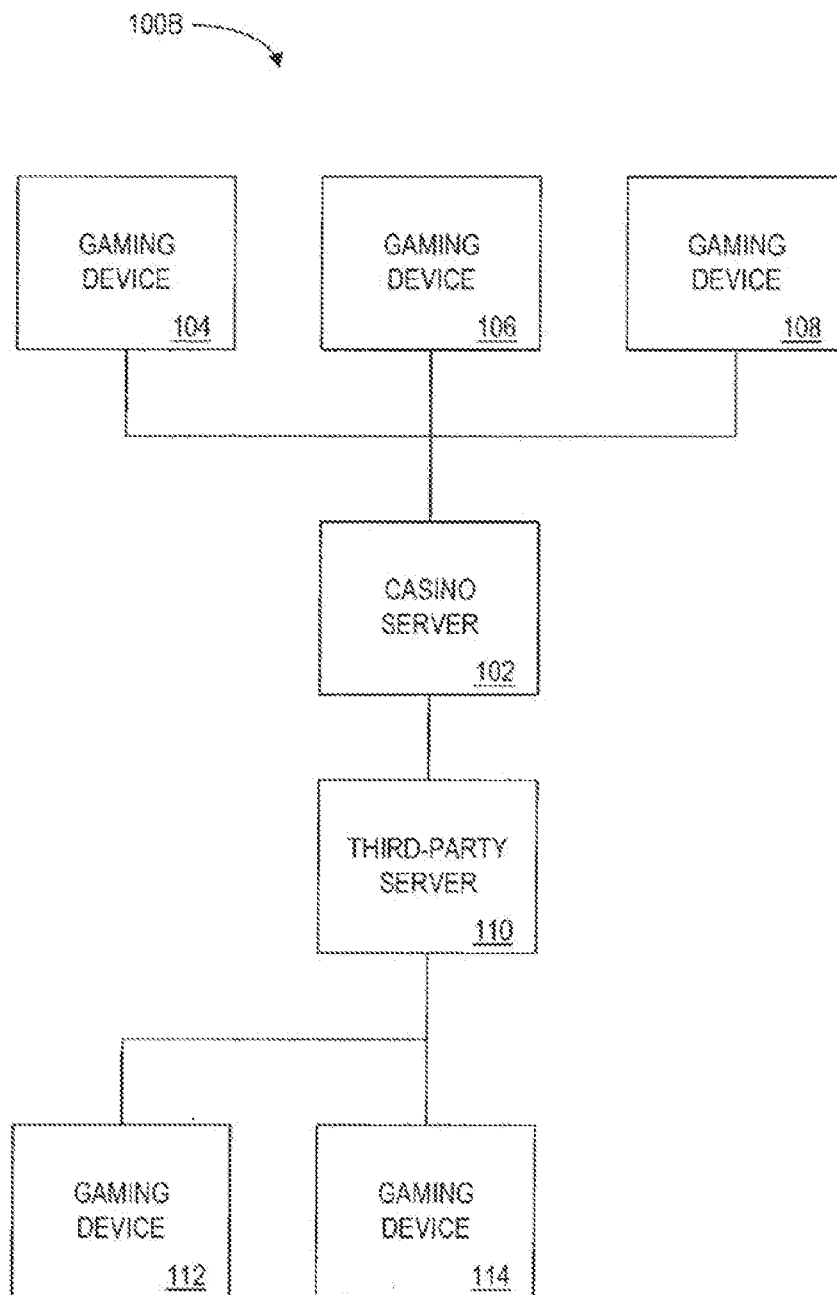 100B
GAMING
DEVICE
104
GAMING
DEVICE
106
GAMING
DEVICE
108
CASINO
SERVER
102
THIRD-PARTY
SERVER
110
GAMING
DEVICE
112
GAMING
DEVICE
114